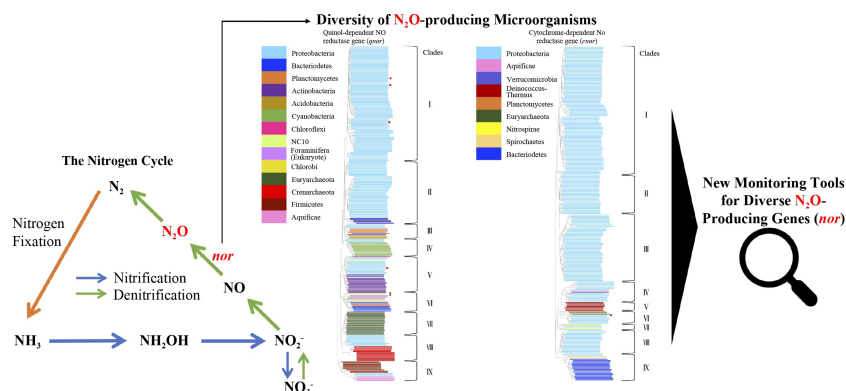 Diversity of N₂O-producing Microorganisms
Quinol-dependent NO
reductase gene (qnor)
Proteobacteria
Bacteriodetes
Planctomycetes
Actinobacteria
Acidobacteria
Cyanobacteria
Chloroflexi
NC10
Foraminifera
(Eukaryote)
Chlorobi
Euryarchaeota
Crenarchaeota
Firmicutes
Aquificae
Clades
I
II
III
IV
V
VI
VII
VIII
IX
Cytochrome-dependent No
reductase gene (cnor)
Proteobacteria
Aquificae
Verrucomicrobia
Deinococcus-
Thermus
Planctomycetes
Euryarchaeota
Nitrospirae
Spirochaetes
Bacteriodetes
Clades
I
II
III
IV
V
VI
VII
VIII
IX
The Nitrogen Cycle
N₂
Nitrogen
Fixation
N₂O
nor
NO
Nitrification
Denitrification
NH₃
NH₂OH
NO₂⁻
NO₃⁻
New Monitoring Tools
for Diverse N₂O-
Producing Genes (nor)